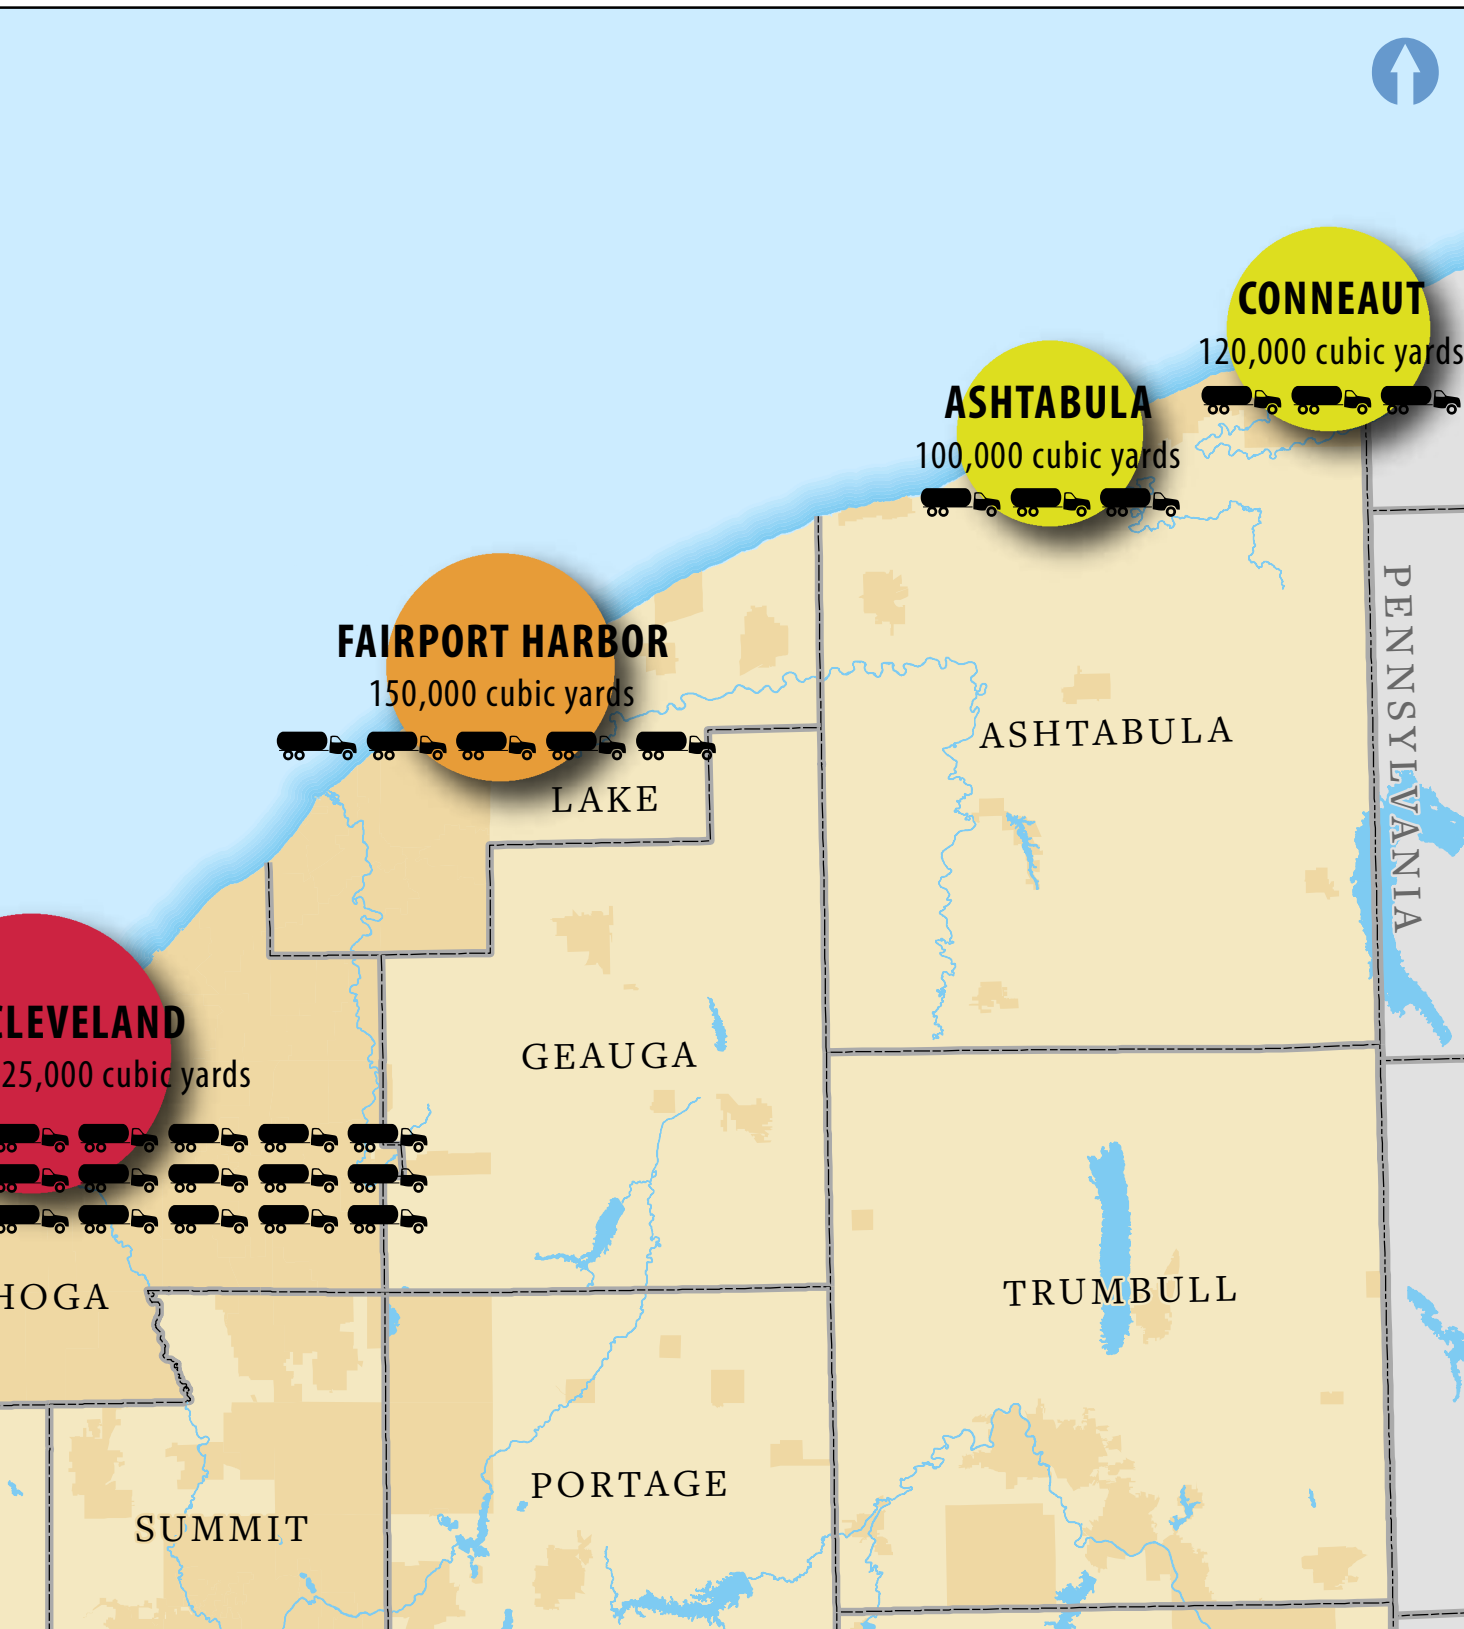 CONNEAUT
120,000 cubic yards
ASHTABULA
100,000 cubic yards
FAIRPORT HARBOR
150,000 cubic yards
PENNSYLVANIA
ASHTABULA
LAKE
CLEVELAND
25,000 cubic yards
GEAUGA
HOGA
TRUMBULL
PORTAGE
SUMMIT